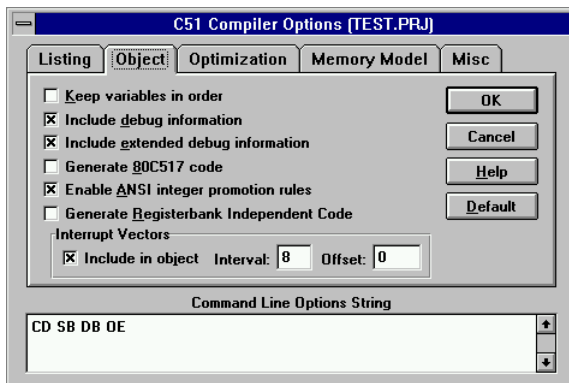 C51 Compiler Options (TEST.PRJ)
Listing Object Optimization Memory Model Misc
Keep variables in order
Include debug information
Include extended debug information
Generate 80C517 code
Enable ANSI integer promotion rules
Generate Registerbank Independent Code
Interrupt Vectors
Include in object Interval: 8 Offset: 0
OK
Cancel
Help
Default
Command Line Options String
CD SB DB OE